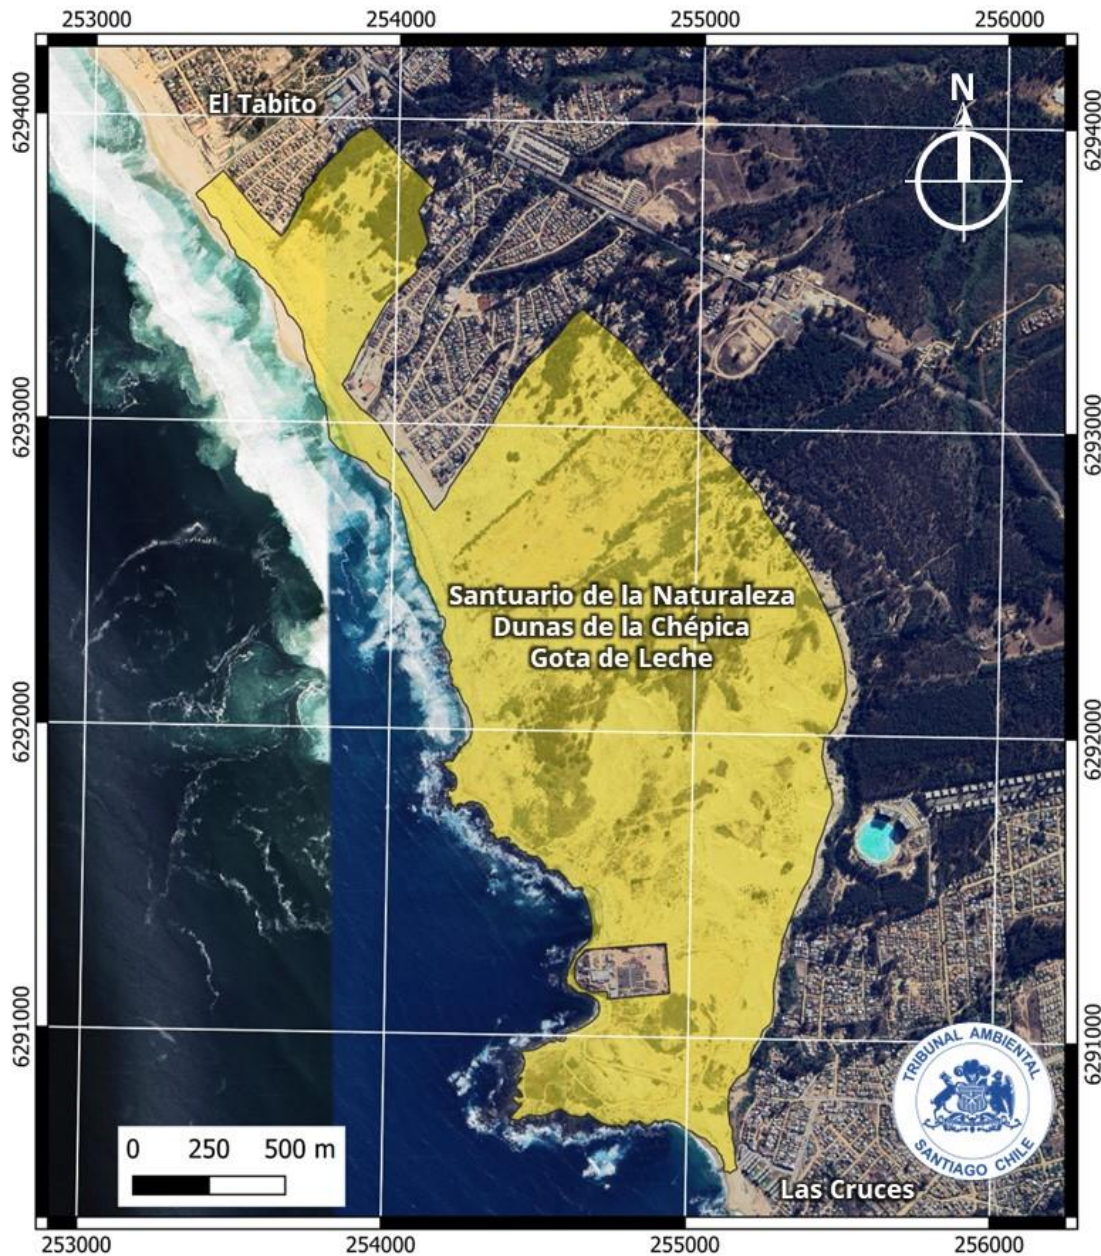 253000 254000 255000 256000
6294000 6294000
N
El Tabito
6293000 6293000
Santuario de la Naturaleza
Dunas de la Chépica
Gota de Leche
6292000 6292000
6291000 6291000
TRIBUNAL AMBIENTAL
SANTIAGO CHILE
0 250 500 m
Las Cruces
253000 254000 255000 256000